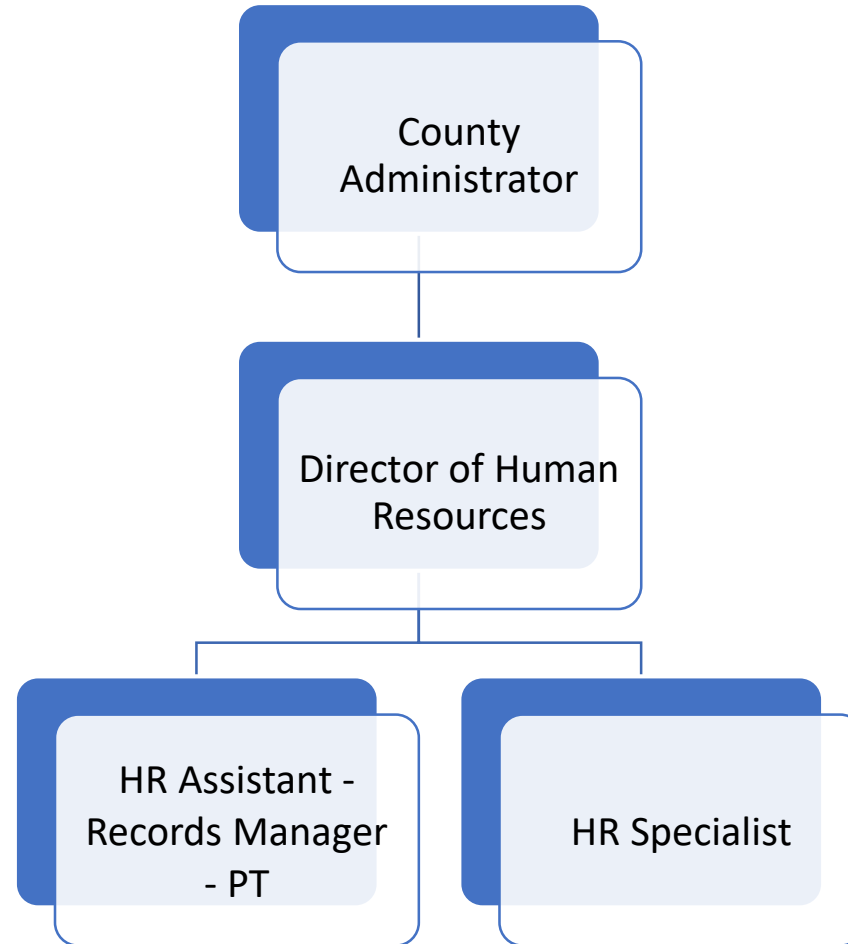 County
Administrator
Director of Human
Resources
HR Assistant -
Records Manager
- PT
HR Specialist